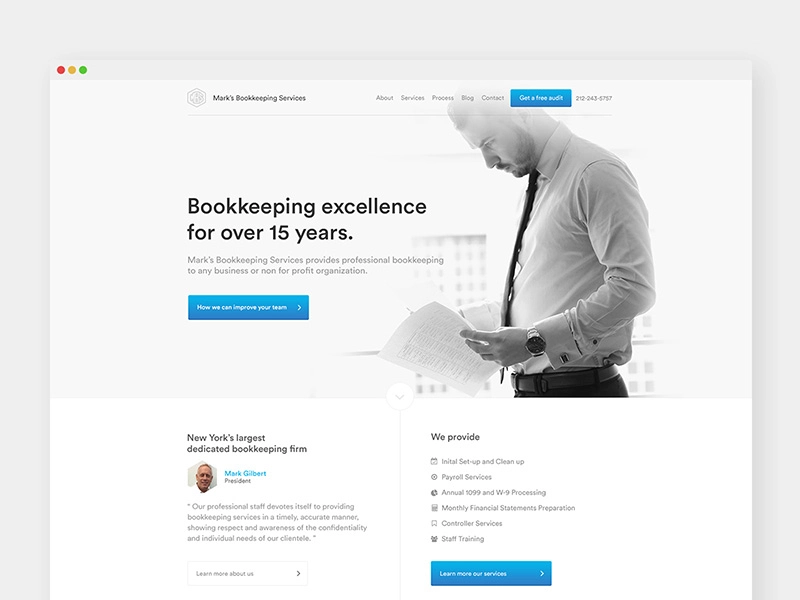 Mark's Bookkeeping Services
About Services Process Blog Contact Get a free audit 212-243-5757
Bookkeeping excellence
for over 15 years.
Mark's Bookkeeping Services provides professional bookkeeping
to any business or non for profit organization.
How we can improve your team
New York's largest
dedicated bookkeeping firm
Mark Gilbert
President
" Our professional staff devotes itself to providing
bookkeeping services in a timely, accurate manner,
showing respect and awareness of the confidentiality
and individual needs of our clientele. "
Learn more about us
We provide
Inital Set-up and Clean up
Payroll Services
Annual 1099 and W-9 Processing
Monthly Financial Statements Preparation
Controller Services
Staff Training
Learn more our services